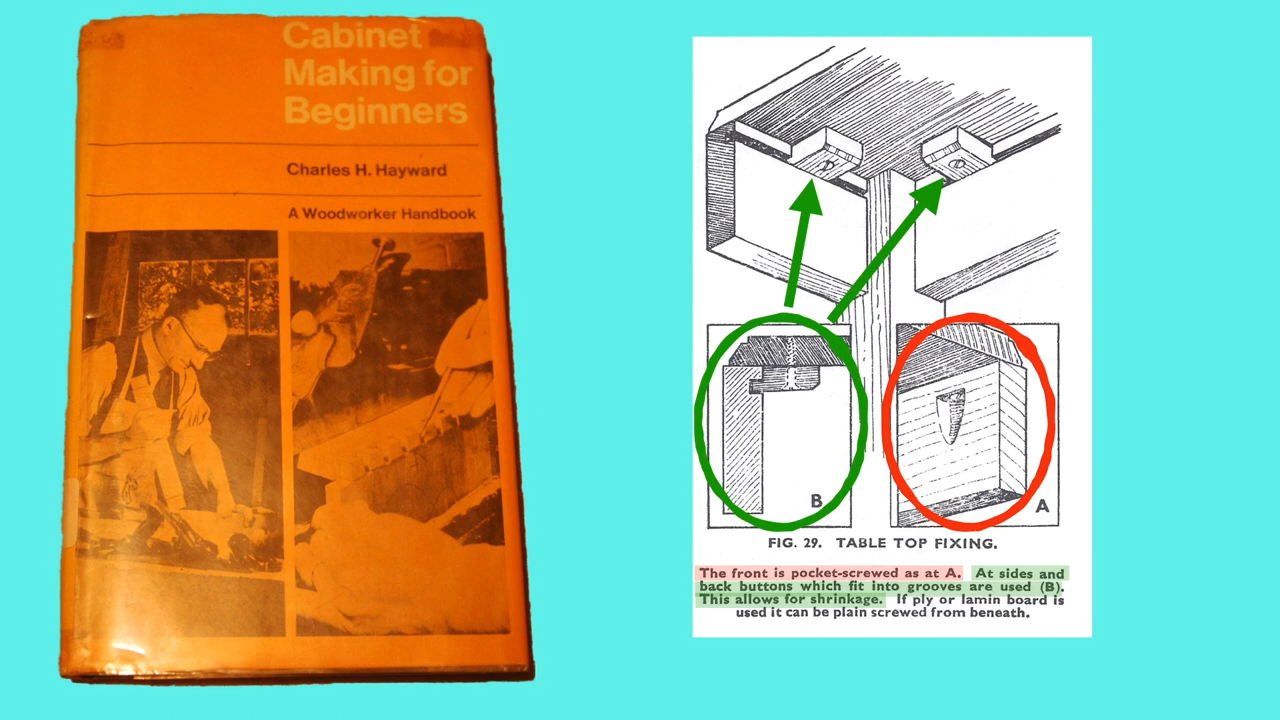 Cabinet
Making for
Beginners
Charles H. Hayward
A Woodworker Handbook
B
A
FIG. 29. TABLE TOP FIXING.
The front is pocket-screwed as at A. At sides and
back buttons which fit into grooves are used (B).
This allows for shrinkage. If ply or lamin board is
used it can be plain screwed from beneath.